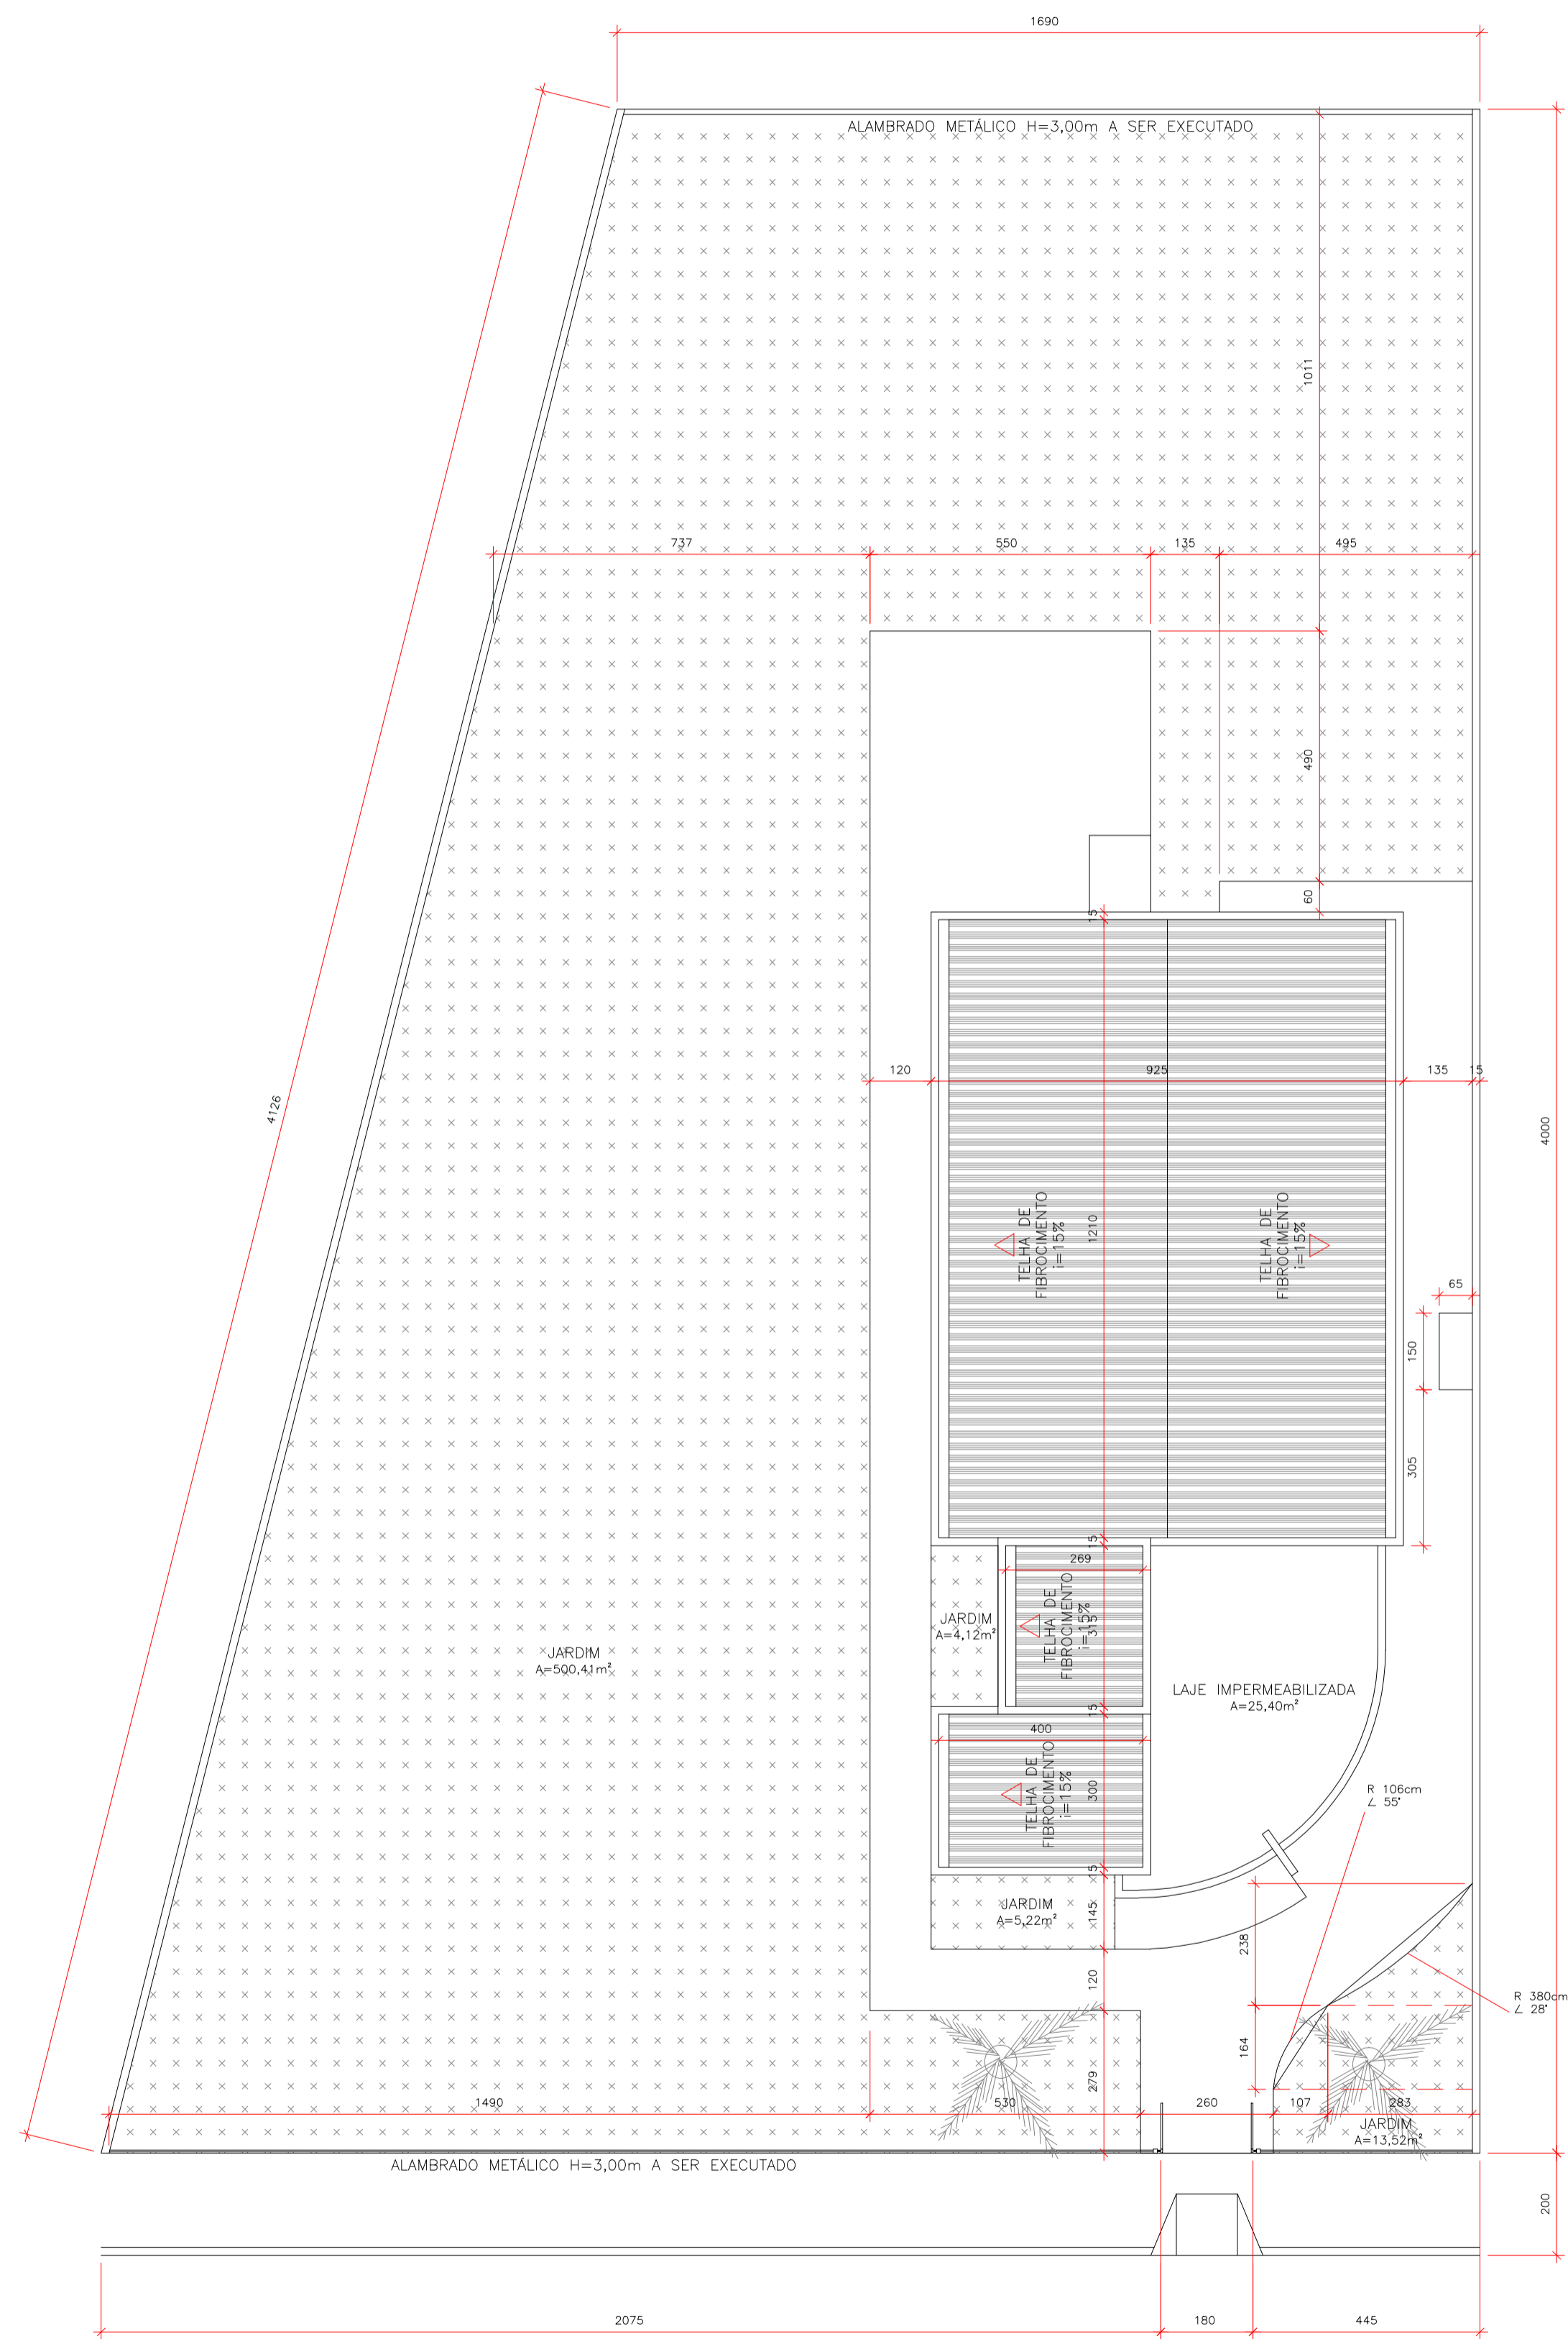 1690
ALAMBRADO METÁLICO H=3,00m A SER EXECUTADO
1011
737
550
135
495
490
60
15
4126
120
925
135
15
4000
1210
TELHA DE
FIBROCIMENTO
i=15%
TELHA DE
FIBROCIMENTO
i=15%
65
150
305
15
269
TELHA DE
FIBROCIMENTO
i=15%
315
JARDIM
A=4,12m²
JARDIM
A=500,41m²
LAJE IMPERMEABILIZADA
A=25,40m²
15
400
TELHA DE
FIBROCIMENTO
i=15%
300
R 106cm
∠ 55°
15
JARDIM
A=5,22m²
145
238
120
R 380cm
∠ 28°
164
279
1490
530
260
107
283
JARDIM
A=13,52m²
ALAMBRADO METÁLICO H=3,00m A SER EXECUTADO
200
2075
180
445